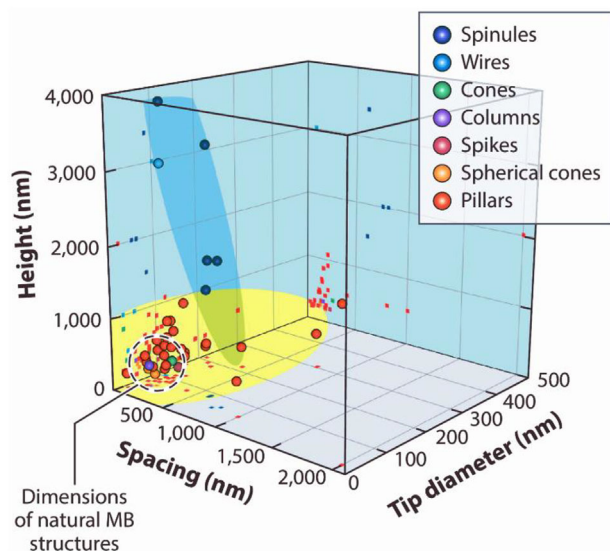 Spinules
Wires
Cones
Columns
Spikes
Spherical cones
Pillars
4,000
3,000
2,000
1,000
0
Height (nm)
500
1,000
1,500
2,000
Spacing (nm)
0
100
200
300
400
500
Tip diameter (nm)
Dimensions
of natural MB
structures